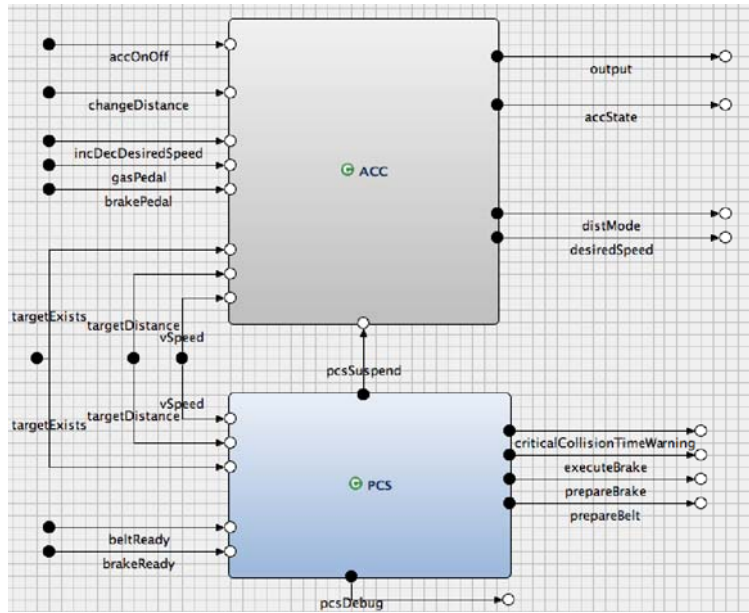 accOnOff
changeDistance
incDecDesiredSpeed
gasPedal
brakePedal
C ACC
output
accState
distMode
desiredSpeed
targetExists
targetDistance
vSpeed
pcsSuspend
vSpeed
targetDistance
targetExists
C PCS
criticalCollisionTimeWarning
executeBrake
prepareBrake
prepareBelt
beltReady
brakeReady
pcsDebug